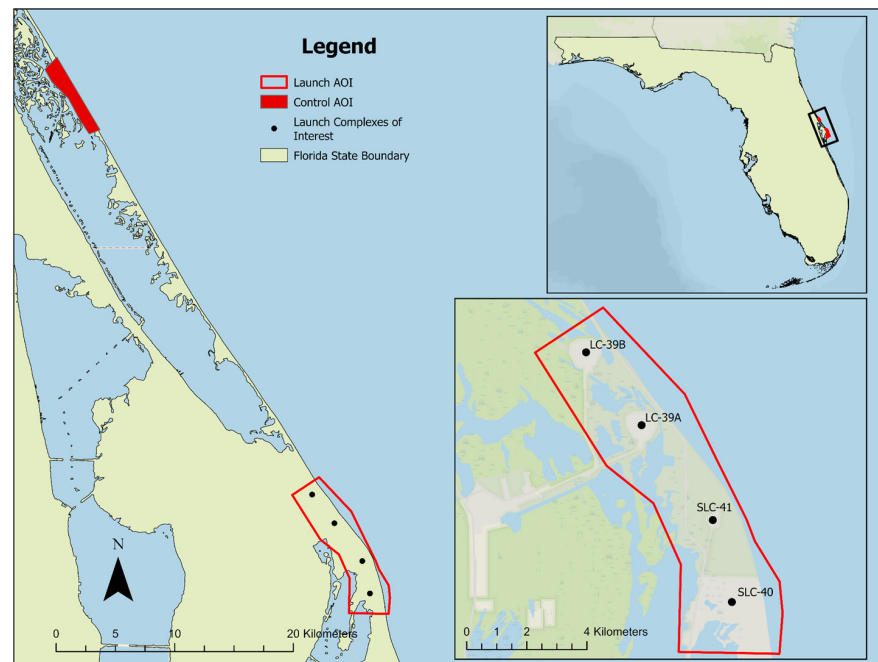 Legend
Launch AOI
Control AOI
Launch Complexes of
Interest
Florida State Boundary
LC-39B
LC-39A
SLC-41
SLC-40
N
0 5 10 20 Kilometers
0 1 2 4 Kilometers